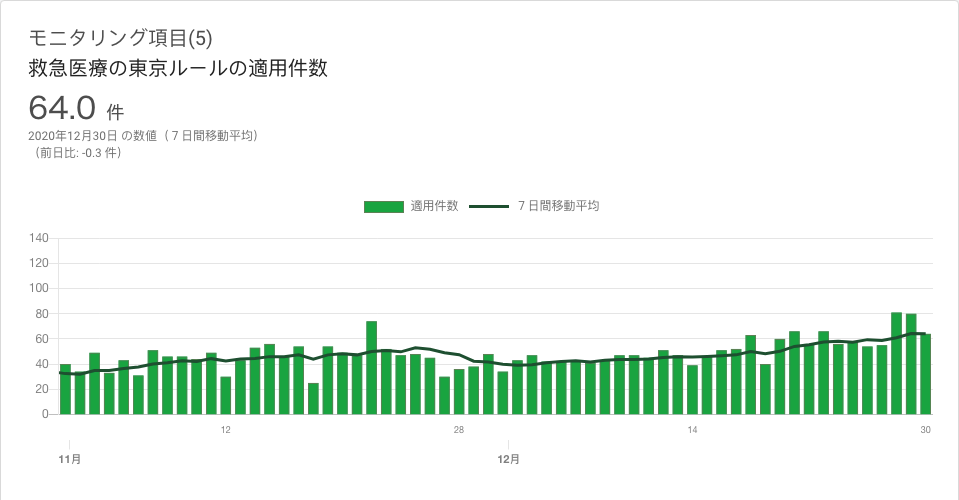 モニタリング項目(5)
救急医療の東京ルールの適用件数
64.0 件
2020年12月30日 の数値（７日間移動平均）
（前日比: -0.3 件）
適用件数 ７日間移動平均
140
120
100
80
60
40
20
0
12 28 14 30
11月 12月